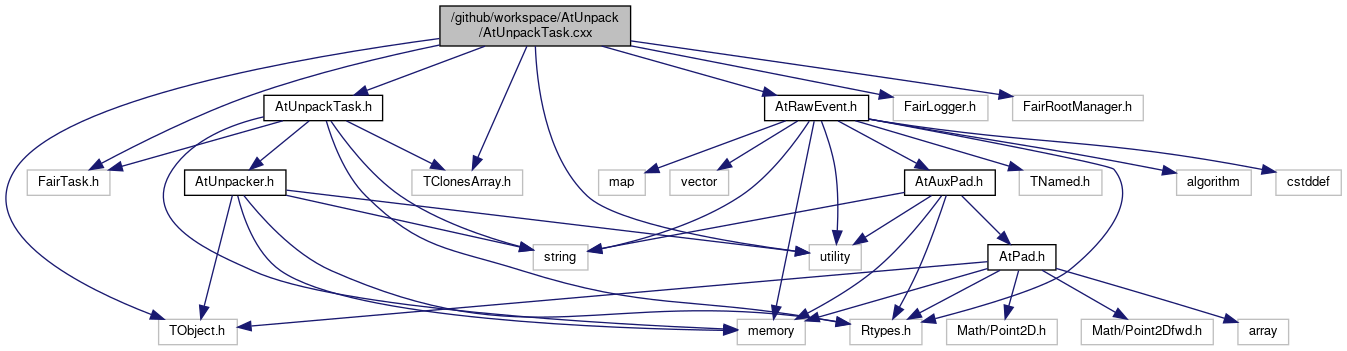 /github/workspace/AtUnpack
/AtUnpackTask.cxx
AtUnpackTask.h
AtRawEvent.h
FairLogger.h
FairRootManager.h
FairTask.h
AtUnpacker.h
TClonesArray.h
map
vector
AtAuxPad.h
TNamed.h
algorithm
cstddef
string
utility
AtPad.h
TObject.h
memory
Rtypes.h
Math/Point2D.h
Math/Point2Dfwd.h
array